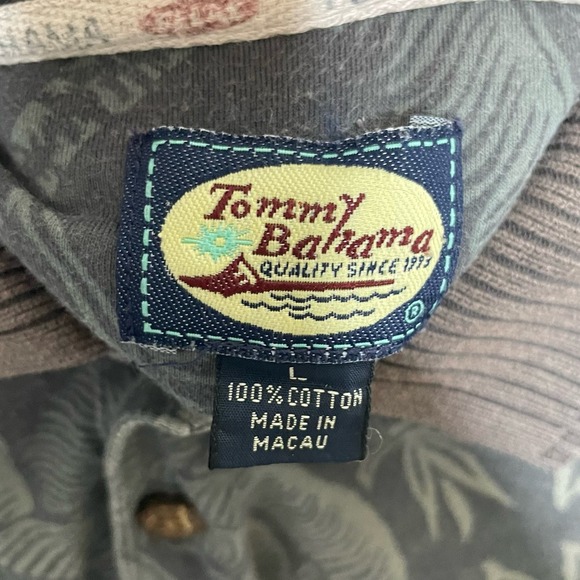 Tommy
Bahama
QUALITY SINCE 1993
®
L
100% COTTON
MADE IN
MACAU